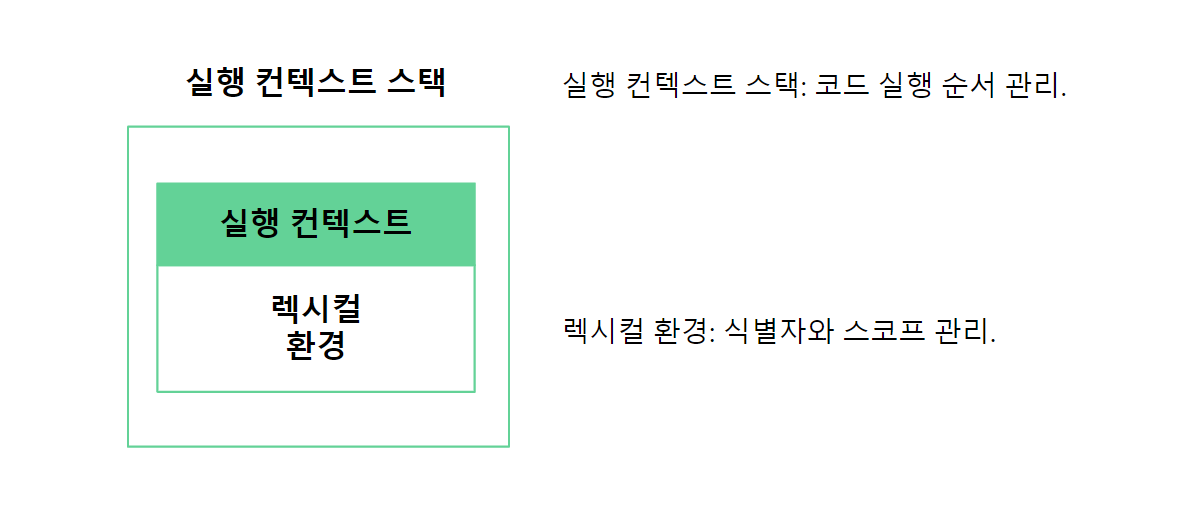 실행 컨텍스트 스택
실행 컨텍스트 스택: 코드 실행 순서 관리.
실행 컨텍스트
렉시컬
환경
렉시컬 환경: 식별자와 스코프 관리.